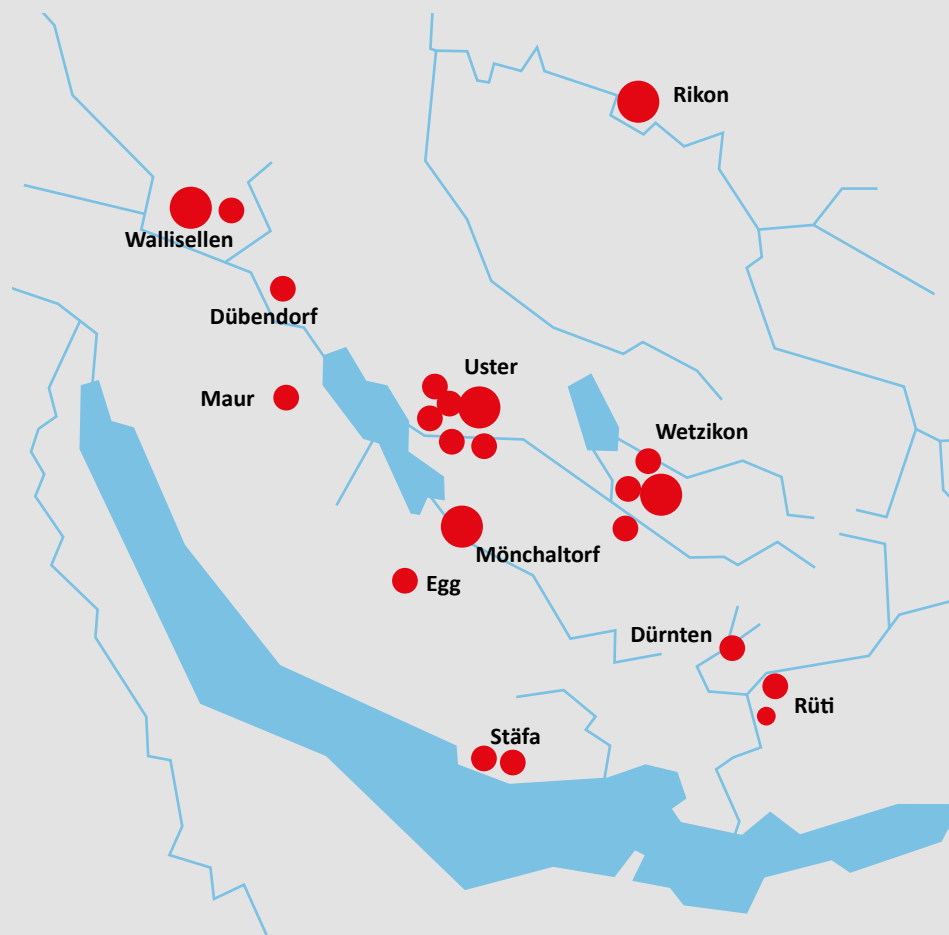 Rikon
Wallisellen
Dübendorf
Uster
Maur
Wetzikon
Mönchaltorf
Egg
Dürnten
Rüti
Stäfa